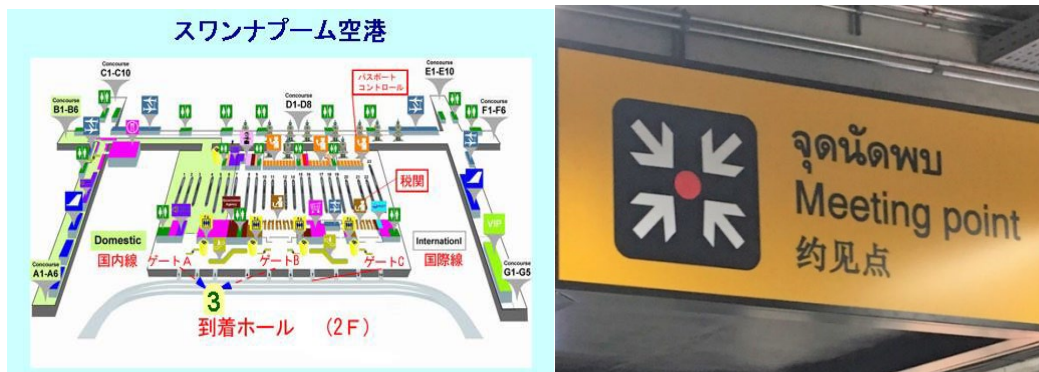 スワンナプーム空港
Concourse
C1-C10
Concourse
E1-E10
パスポート
コントロール
Concourse
B1-B6
Concourse
D1-D8
Concourse
F1-F6
税関
VIP
Domestic
国内線
ゲートA
ゲートB
ゲートC
Internationl
国際線
Concourse
A1-A6
Concourse
G1-G5
3
到着ホール (2F)
จุดนัดพบ
Meeting point
约见点